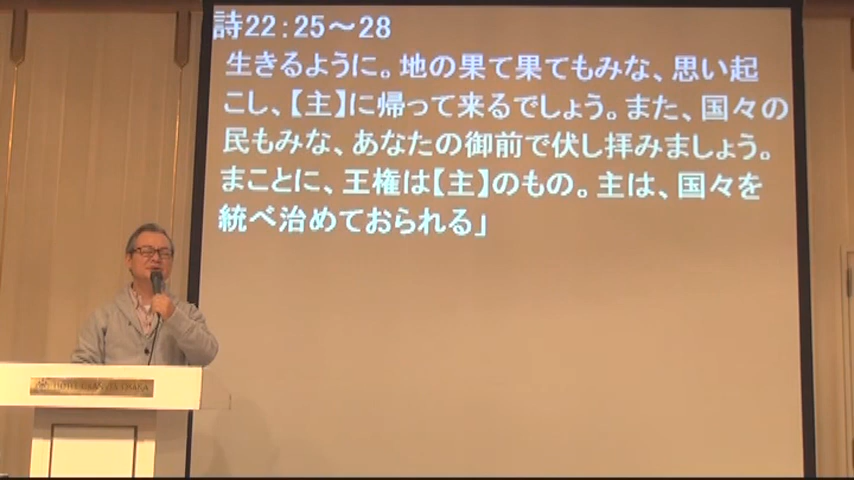 詩22:25～28
生きるように。地の果て果てもみな、思い起
こし、【主】に帰って来るでしょう。また、国々の
民もみな、あなたの御前で伏し拝みましょう。
まことに、王権は【主】のもの。主は、国々を
統べ治めておられる」
HOTEL GRANVIA OSAKA